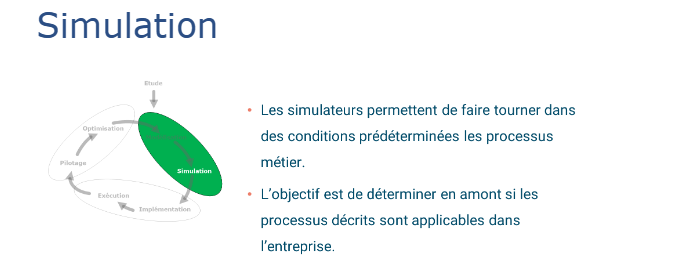 Simulation
Etude
Optimisation
Simulation
Pilotage
Exécution
Implémentation
• Les simulateurs permettent de faire tourner dans
des conditions prédéterminées les processus
métier.
• L’objectif est de déterminer en amont si les
processus décrits sont applicables dans
l’entreprise.